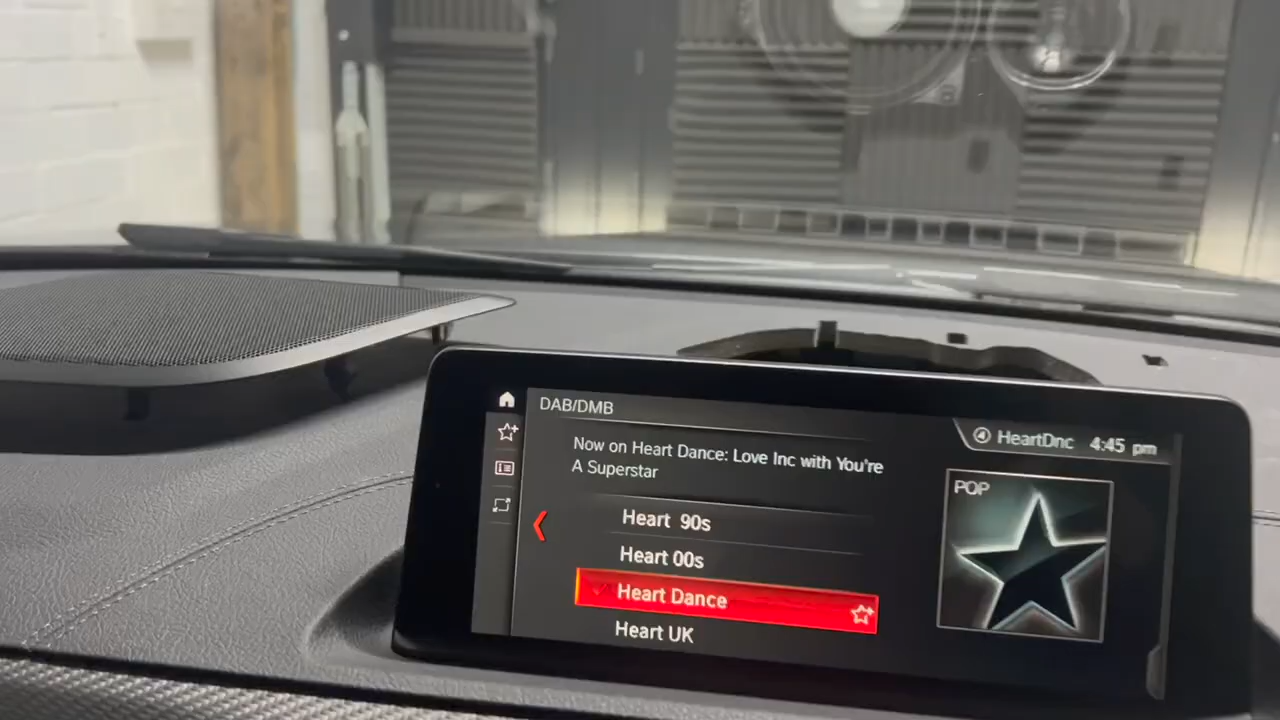 DAB/DMB
④ HeartDnc 4:45 pm
Now on Heart Dance: Love Inc with You're
A Superstar
POP
Heart 90s
Heart 00s
Heart Dance
Heart UK